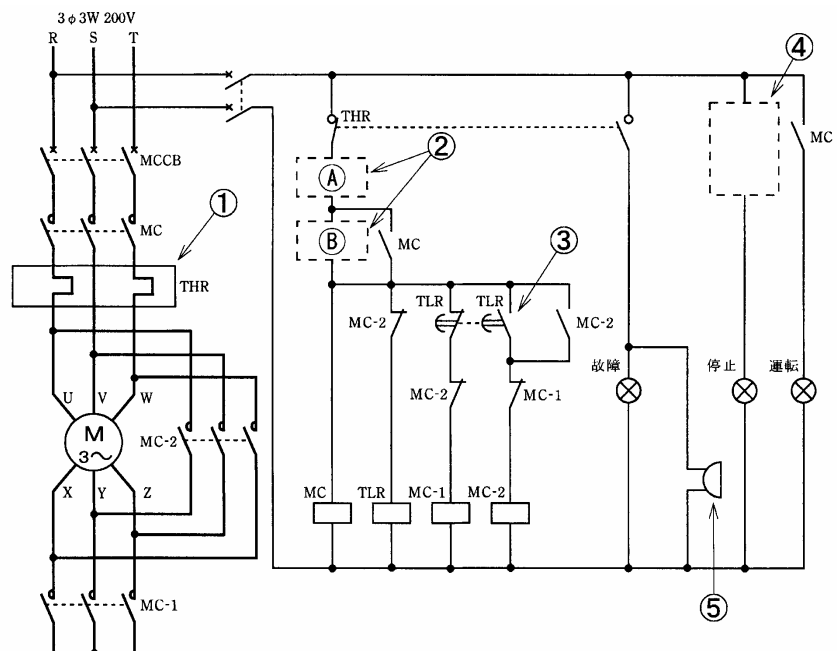 3φ3W 200V
R S T
④
THR
MC
②
MCCB
Ⓐ
①
MC
Ⓑ
MC
③
THR
TLR TLR
MC-2 MC-2
故障 停止 運転
U V W
MC-2 MC-1
M
3～
MC-2
X Y Z
MC TLR MC-1 MC-2
⑤
MC-1